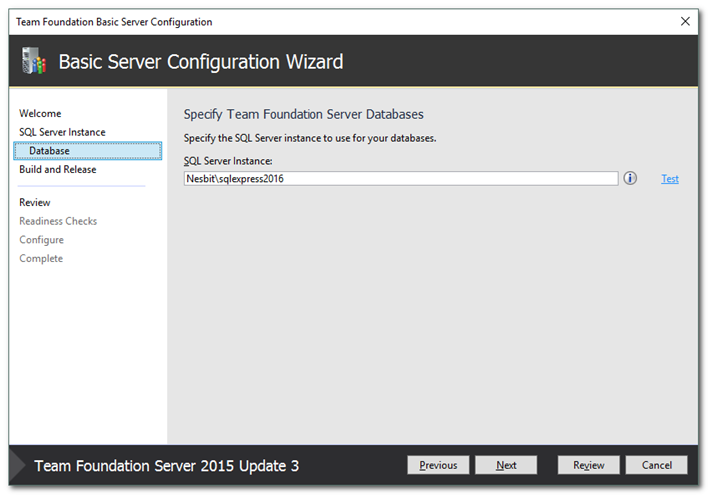 Team Foundation Basic Server Configuration
Basic Server Configuration Wizard
Welcome
SQL Server Instance
Database
Build and Release
Review
Readiness Checks
Configure
Complete
Specify Team Foundation Server Databases
Specify the SQL Server instance to use for your databases.
SQL Server Instance:
Nesbit\sqlexpress2016
Test
Team Foundation Server 2015 Update 3
Previous
Next
Review
Cancel